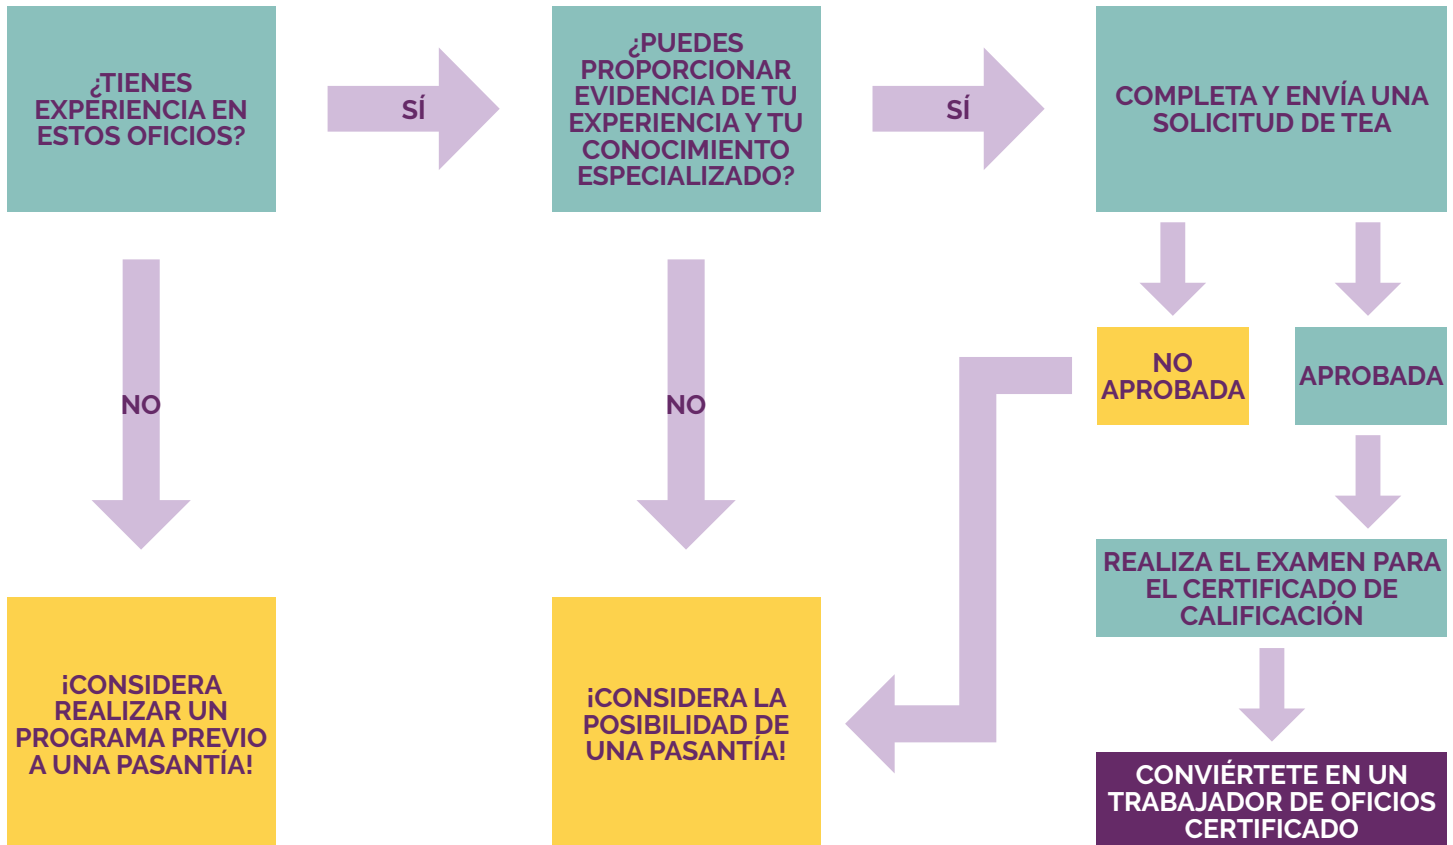 ¿TIENES
EXPERIENCIA EN
ESTOS OFICIOS?
SÍ
¿PUEDES
PROPORCIONAR
EVIDENCIA DE TU
EXPERIENCIA Y TU
CONOCIMIENTO
ESPECIALIZADO?
SÍ
COMPLETA Y ENVÍA UNA
SOLICITUD DE TEA
NO
NO
NO
APROBADA
APROBADA
REALIZA EL EXAMEN PARA
EL CERTIFICADO DE
CALIFICACIÓN
¡CONSIDERA
REALIZAR UN
PROGRAMA PREVIO
A UNA PASANTÍA!
¡CONSIDERA LA
POSIBILIDAD DE
UNA PASANTÍA!
CONVIÉRTETE EN UN
TRABAJADOR DE OFICIOS
CERTIFICADO